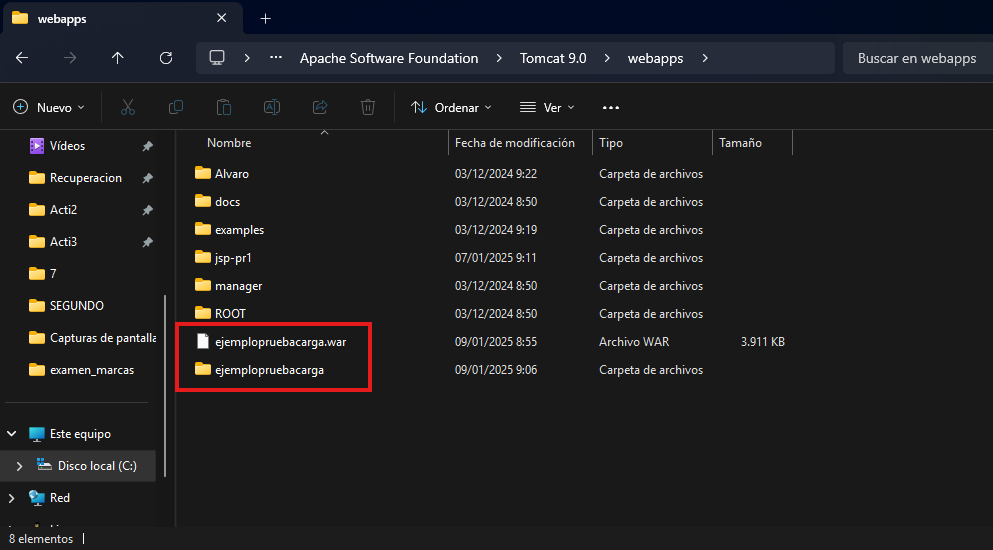 webapps
Apache Software Foundation > Tomcat 9.0 > webapps >
Buscar en webapps
Nuevo
Ordenar
Ver
Nombre Fecha de modificación Tipo Tamaño
Vídeos
Recuperacion
Acti2
Acti3
7
SEGUNDO
Capturas de pantalla
examen_marcas
Este equipo
Disco local (C:)
Red
Alvaro 03/12/2024 9:22 Carpeta de archivos
docs 03/12/2024 8:50 Carpeta de archivos
examples 03/12/2024 9:19 Carpeta de archivos
jsp-pr1 07/01/2025 9:11 Carpeta de archivos
manager 03/12/2024 8:50 Carpeta de archivos
ROOT 03/12/2024 8:50 Carpeta de archivos
ejemplopruebacarga.war 09/01/2025 8:55 Archivo WAR 3.911 KB
ejemplopruebacarga 09/01/2025 9:06 Carpeta de archivos
8 elementos